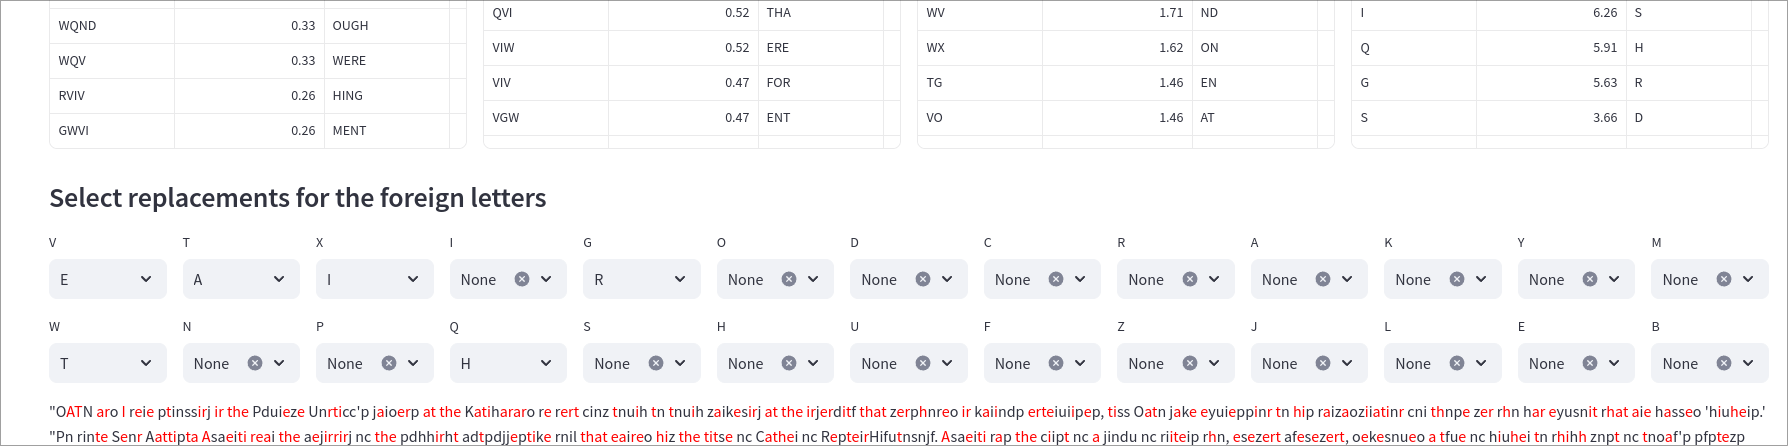 WQND 0.33 OUGH
WQV 0.33 WERE
RVIV 0.26 HING
GWVI 0.26 MENT
QVI 0.52 THA
VIW 0.52 ERE
VIV 0.47 FOR
VGW 0.47 ENT
WV 1.71 ND
WX 1.62 ON
TG 1.46 EN
VO 1.46 AT
I 6.26 S
Q 5.91 H
G 5.63 R
S 3.66 D
Select replacements for the foreign letters
V T X I G O D C R A K Y M
E A I None R None None None None None None None None
W N P Q S H U F Z J L E B
T None None H None None None None None None None None None
"OATN aro I reie ptinssirj ir the Pduieze Unrticc'p jaioerp at the Katihararo re rert cinz tnuih tn tnuih zaikesirj at the irjerditf that zerphnreo ir kaiindp erteiuiipep, tiss Oatn jake eyuieppinr tn hip raizaoziiatinr cni thnpe zer rhn har eyusnit rhat aie hasseo 'hiuheip.'
"Pn rinte Senr Aattipta Asaeiti reai the aejirrirj nc the pdhhirht adtpdjjeptike rnil that eaireo hiz the titse nc Cathei nc RepteirHifutnsnjf. Asaeiti rap the ciipt nc a jindu nc riiteip rhn, esezert afesezert, oekesnueo a tfue nc hiuhei tn rhihh znpt nc tnoaf'p pfptezp